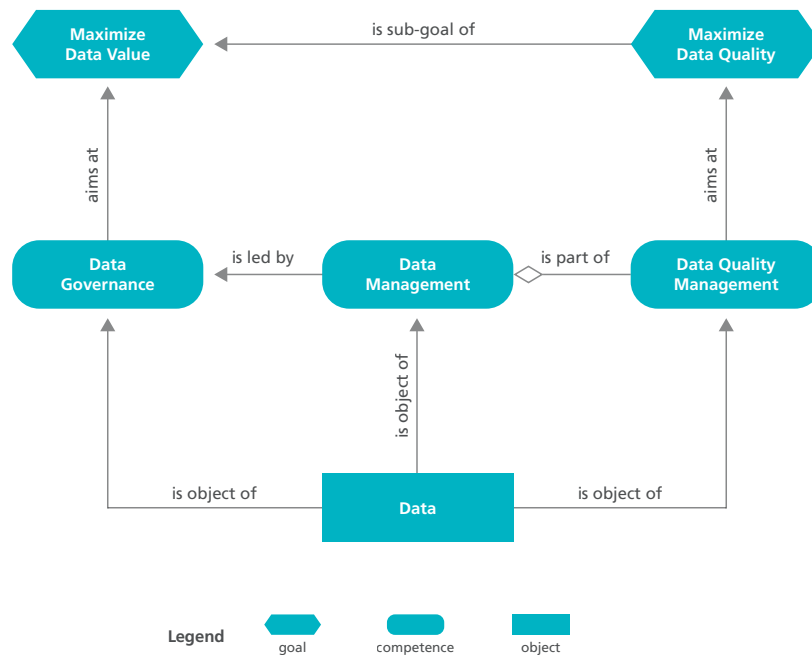 Maximize
Data Value
is sub-goal of
Maximize
Data Quality
aims at
aims at
Data
Governance
is led by
Data
Management
is part of
Data Quality
Management
is object of
is object of
Data
is object of
Legend
goal
competence
object